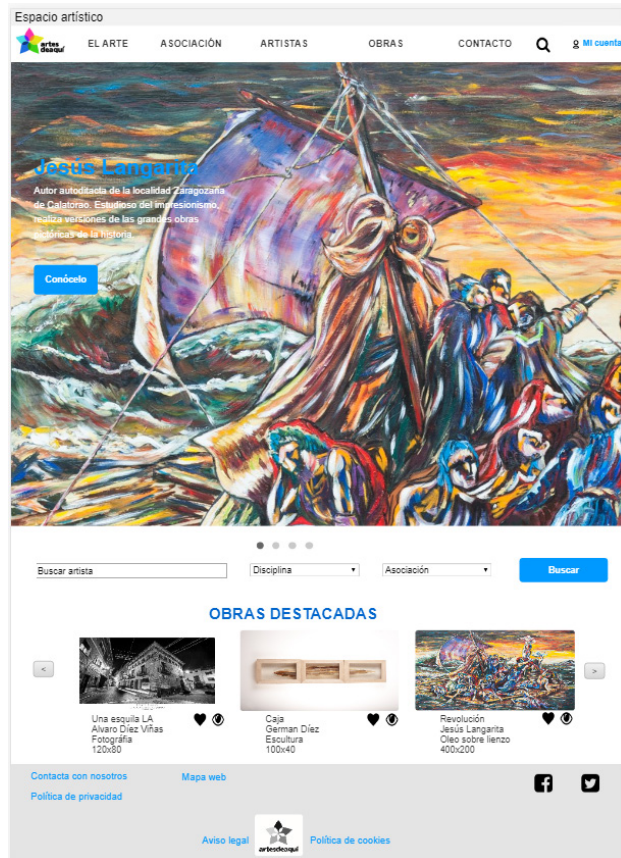 Espacio artístico
artes
deaquí
EL ARTE
ASOCIACIÓN
ARTISTAS
OBRAS
CONTACTO
Mi cuenta
Jesús Langarita
Autor autoditacta de la localidad Zaragozaña
de Calatorao. Estudioso del impresionismo,
realiza versiones de las grandes obras
pictóricas de la historia.
Conócelo
Buscar artista
Disciplina
Asociación
Buscar
OBRAS DESTACADAS
<
>
Una esquila LA
Alvaro Díez Viñas
Fotográfia
120x80
Caja
German Díez
Escultura
100x40
Revolución
Jesús Langarita
Oleo sobre lienzo
400x200
Contacta con nosotros
Mapa web
Política de privacidad
Aviso legal
artesdeaquí
Política de cookies